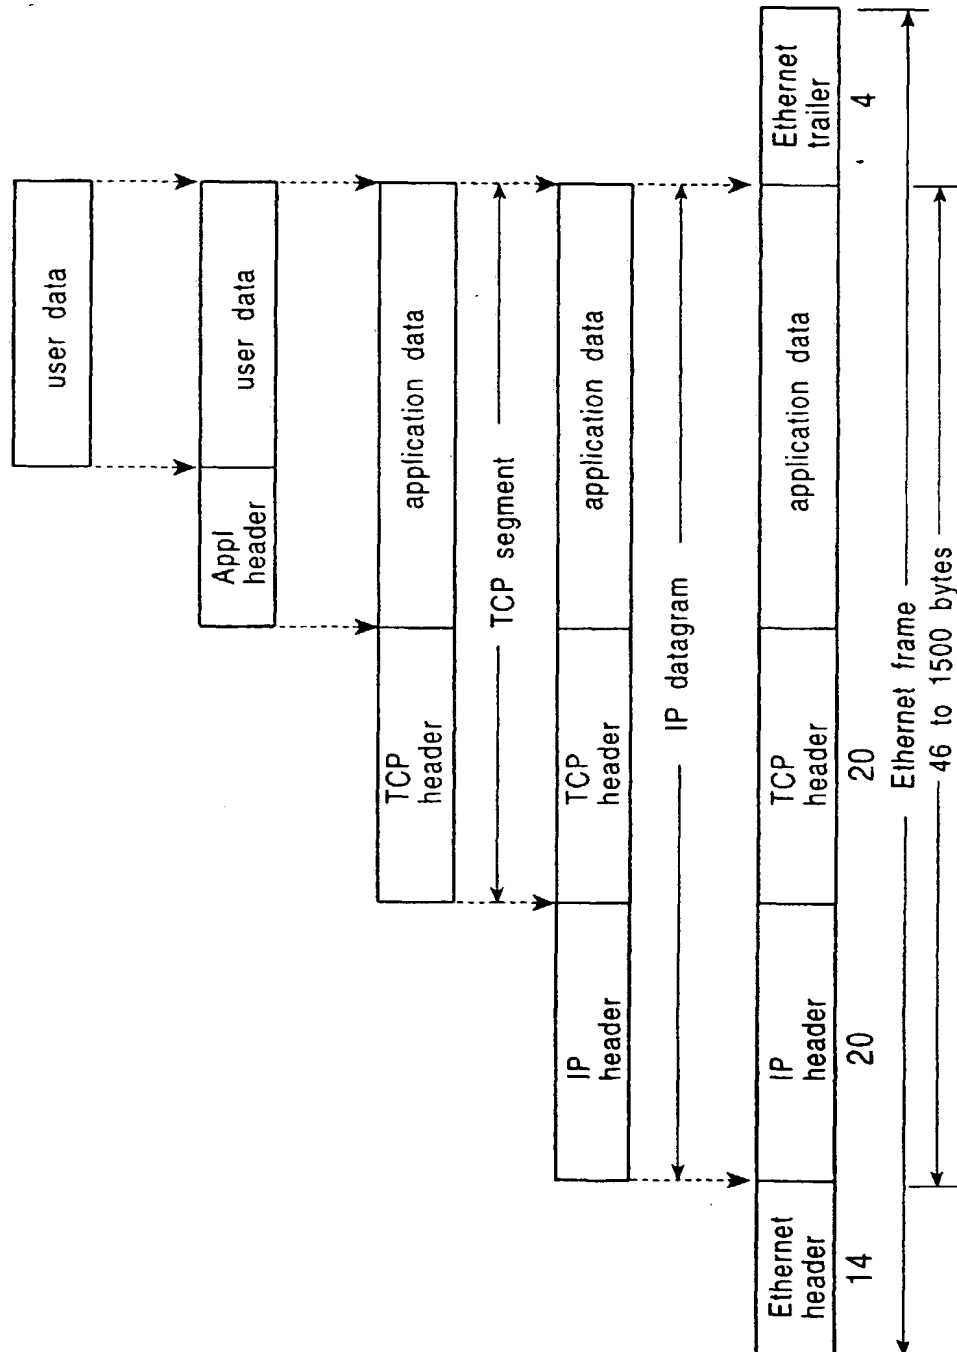 user data
Appl
header
user data
TCP
header
application data
TCP segment
IP
header
TCP
header
application data
IP datagram
Ethernet
header
IP
header
TCP
header
application data
Ethernet
trailer
14
20
20
4
Ethernet frame
46 to 1500 bytes